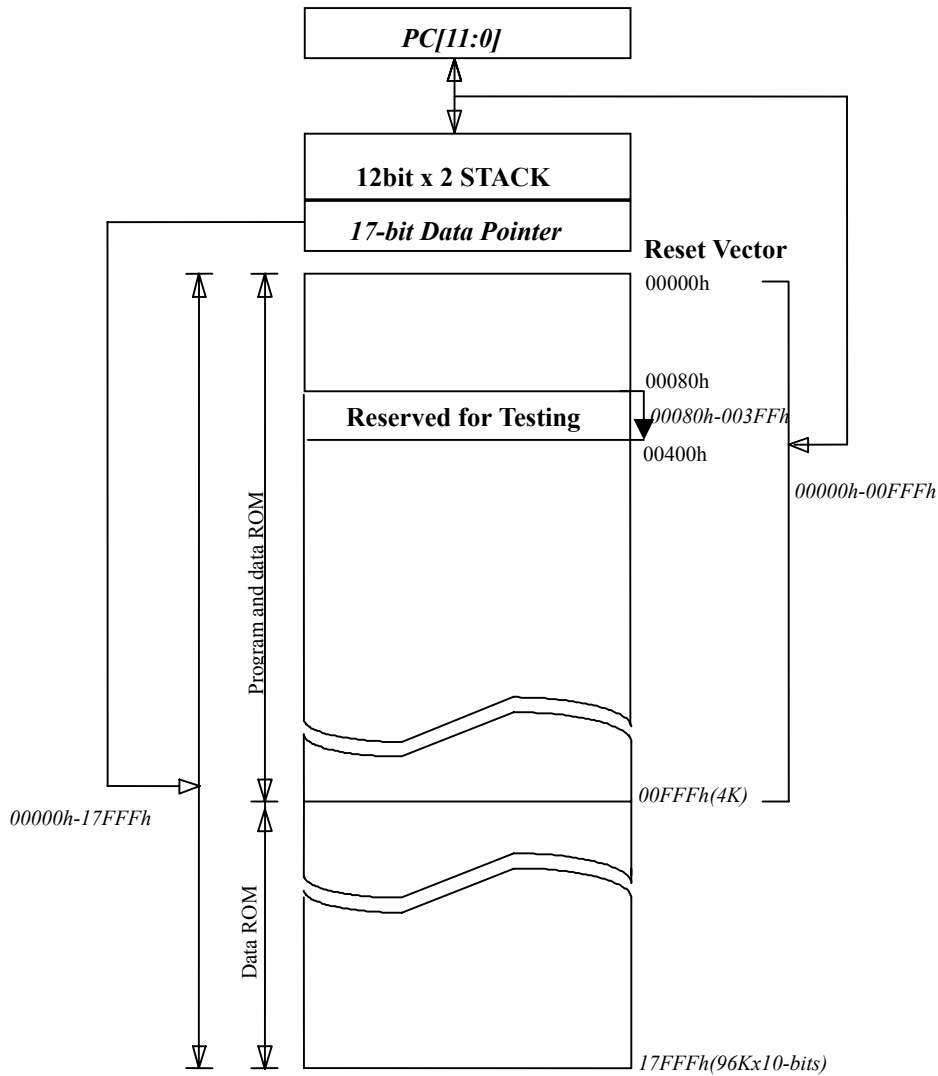 PC[11:0]
12bit x 2 STACK
17-bit Data Pointer
Reset Vector
00000h
00080h
Reserved for Testing
00080h-003FFh
00400h
00000h-00FFFh
Program and data ROM
00FFFh(4K)
00000h-17FFFh
Data ROM
17FFFh(96Kx10-bits)